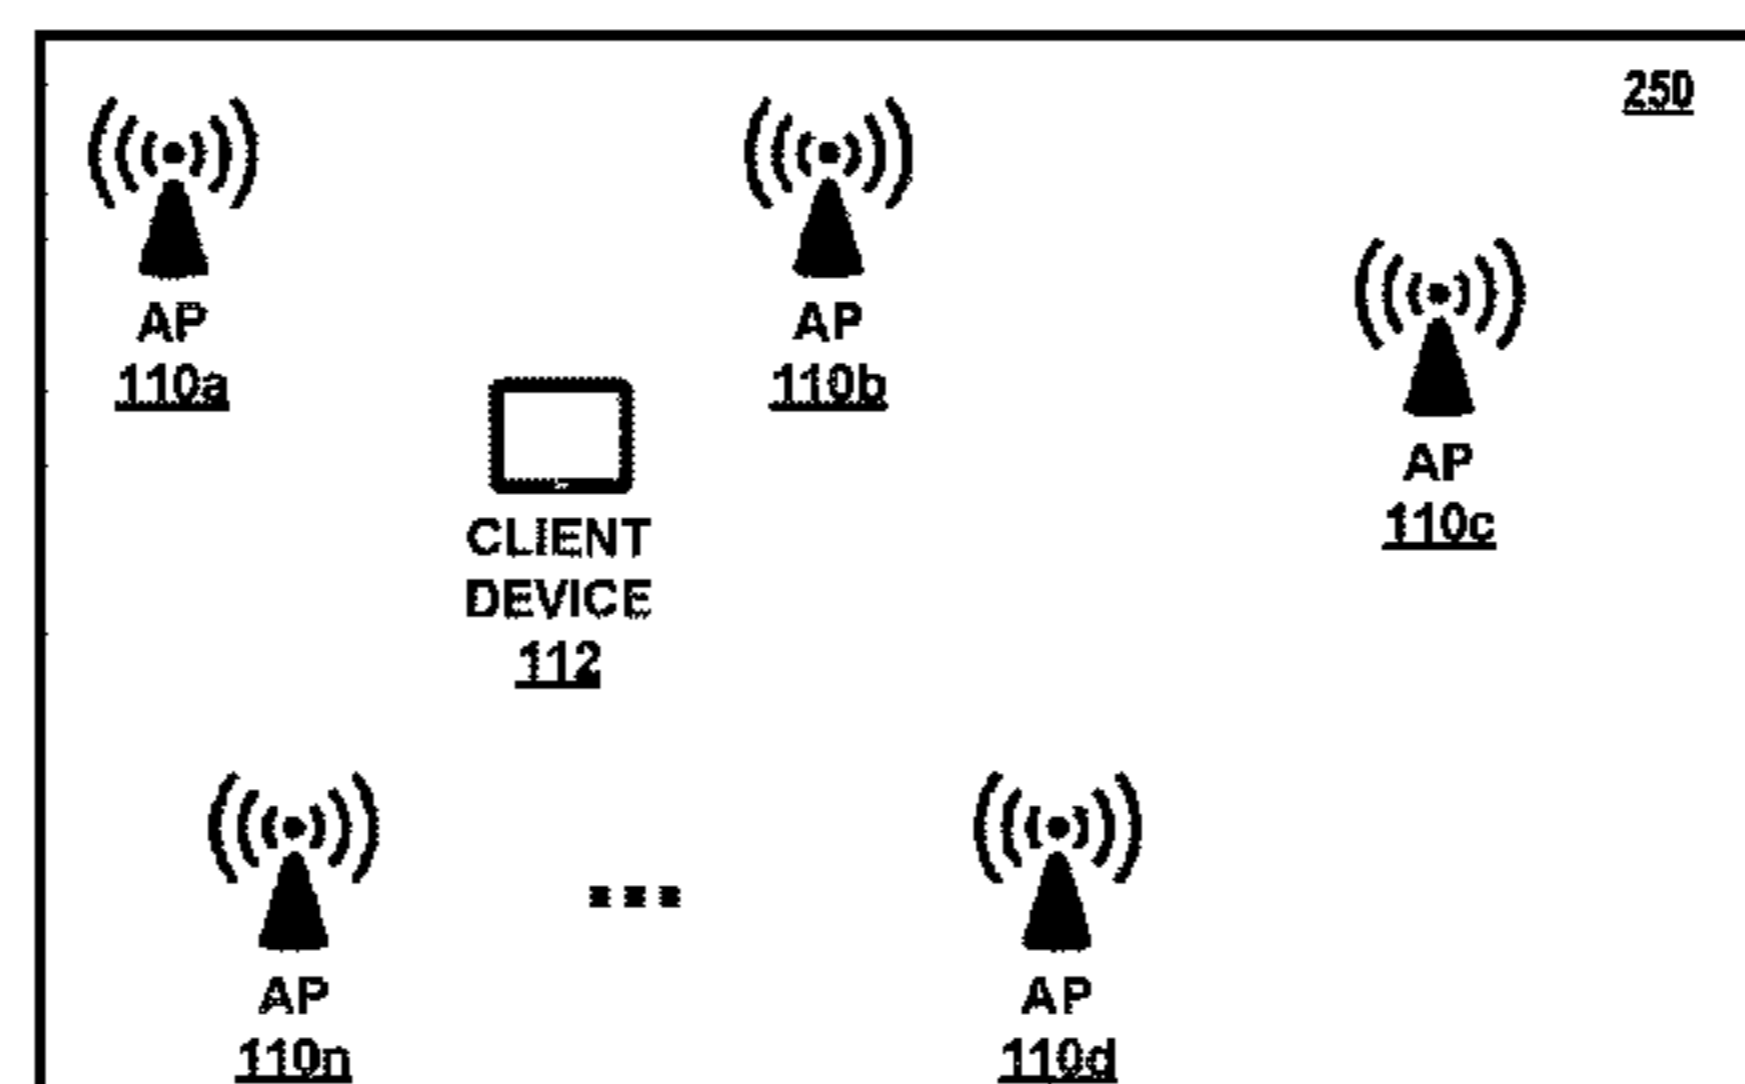 250
AP
110a
AP
110b
AP
110c
CLIENT
DEVICE
112
AP
110n
...
AP
110d